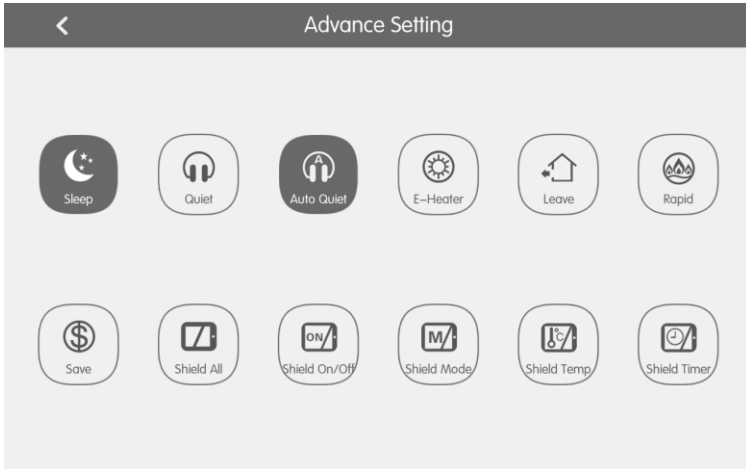 Advance Setting
Sleep
A
Auto Quiet
Quiet
E-Heater
Leave
Rapid
$
Save
Shield All
ON
Shield On/Off
M
Shield Mode
°C
Shield Temp
Shield Timer